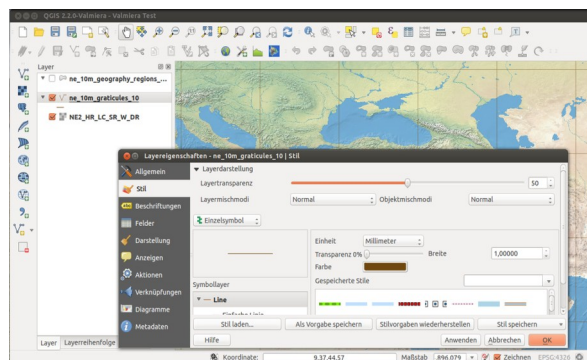 QGIS 2.2.0-Valmiera - Valmiera Test
Layer
ne_10m_geography_regions_...
ne_10m_graticules_10
NE2_HR_LC_SR_W_DR
Layereigenschaften - ne_10m_graticules_10 | Stil
Allgemein
Stil
Beschriftungen
Felder
Darstellung
Anzeigen
Aktionen
Verknüpfungen
Diagramme
Metadaten
Layerdarstellung
Layertransparenz
50
Layermischmodi
Normal
Objektmischmodi
Normal
Einzelsymbol
Einheit
Millimeter
Transparenz 0%
Breite
1,00000
Farbe
Gespeicherte Stile
Symbollayer
Line
Einfache Linie
Stil laden...
Als Vorgabe speichern
Stilvorgaben wiederherstellen
Stil speichern
Hilfe
Anwenden
Abbrechen
OK
Layer
Layerreihenfolge
Koordinate:
9.37,44.57
Maßstab
896.079
Zeichnen